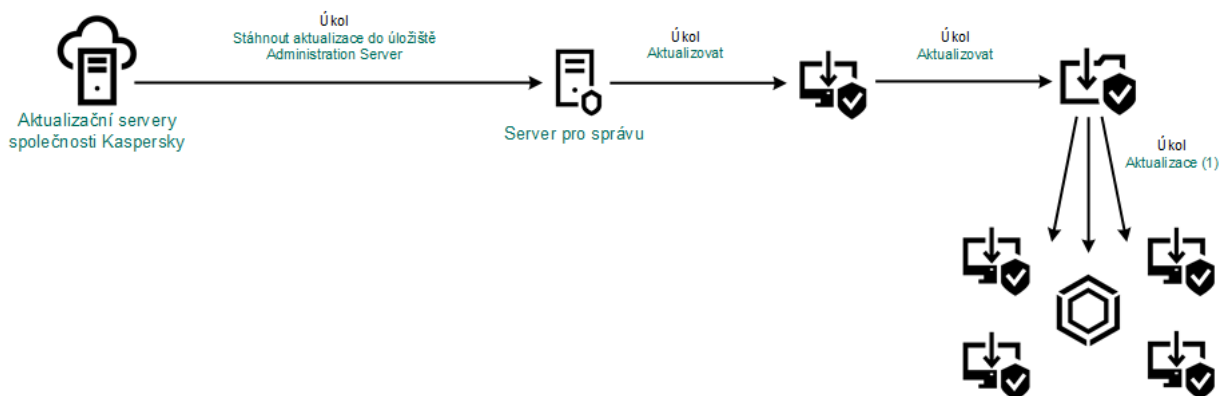 Úkol
Stáhnout aktualizace do úložiště
Administration Server
Úkol
Aktualizovat
Úkol
Aktualizovat
Aktualizační servery
společnosti Kaspersky
Server pro správu
Úkol
Aktualizace (1)